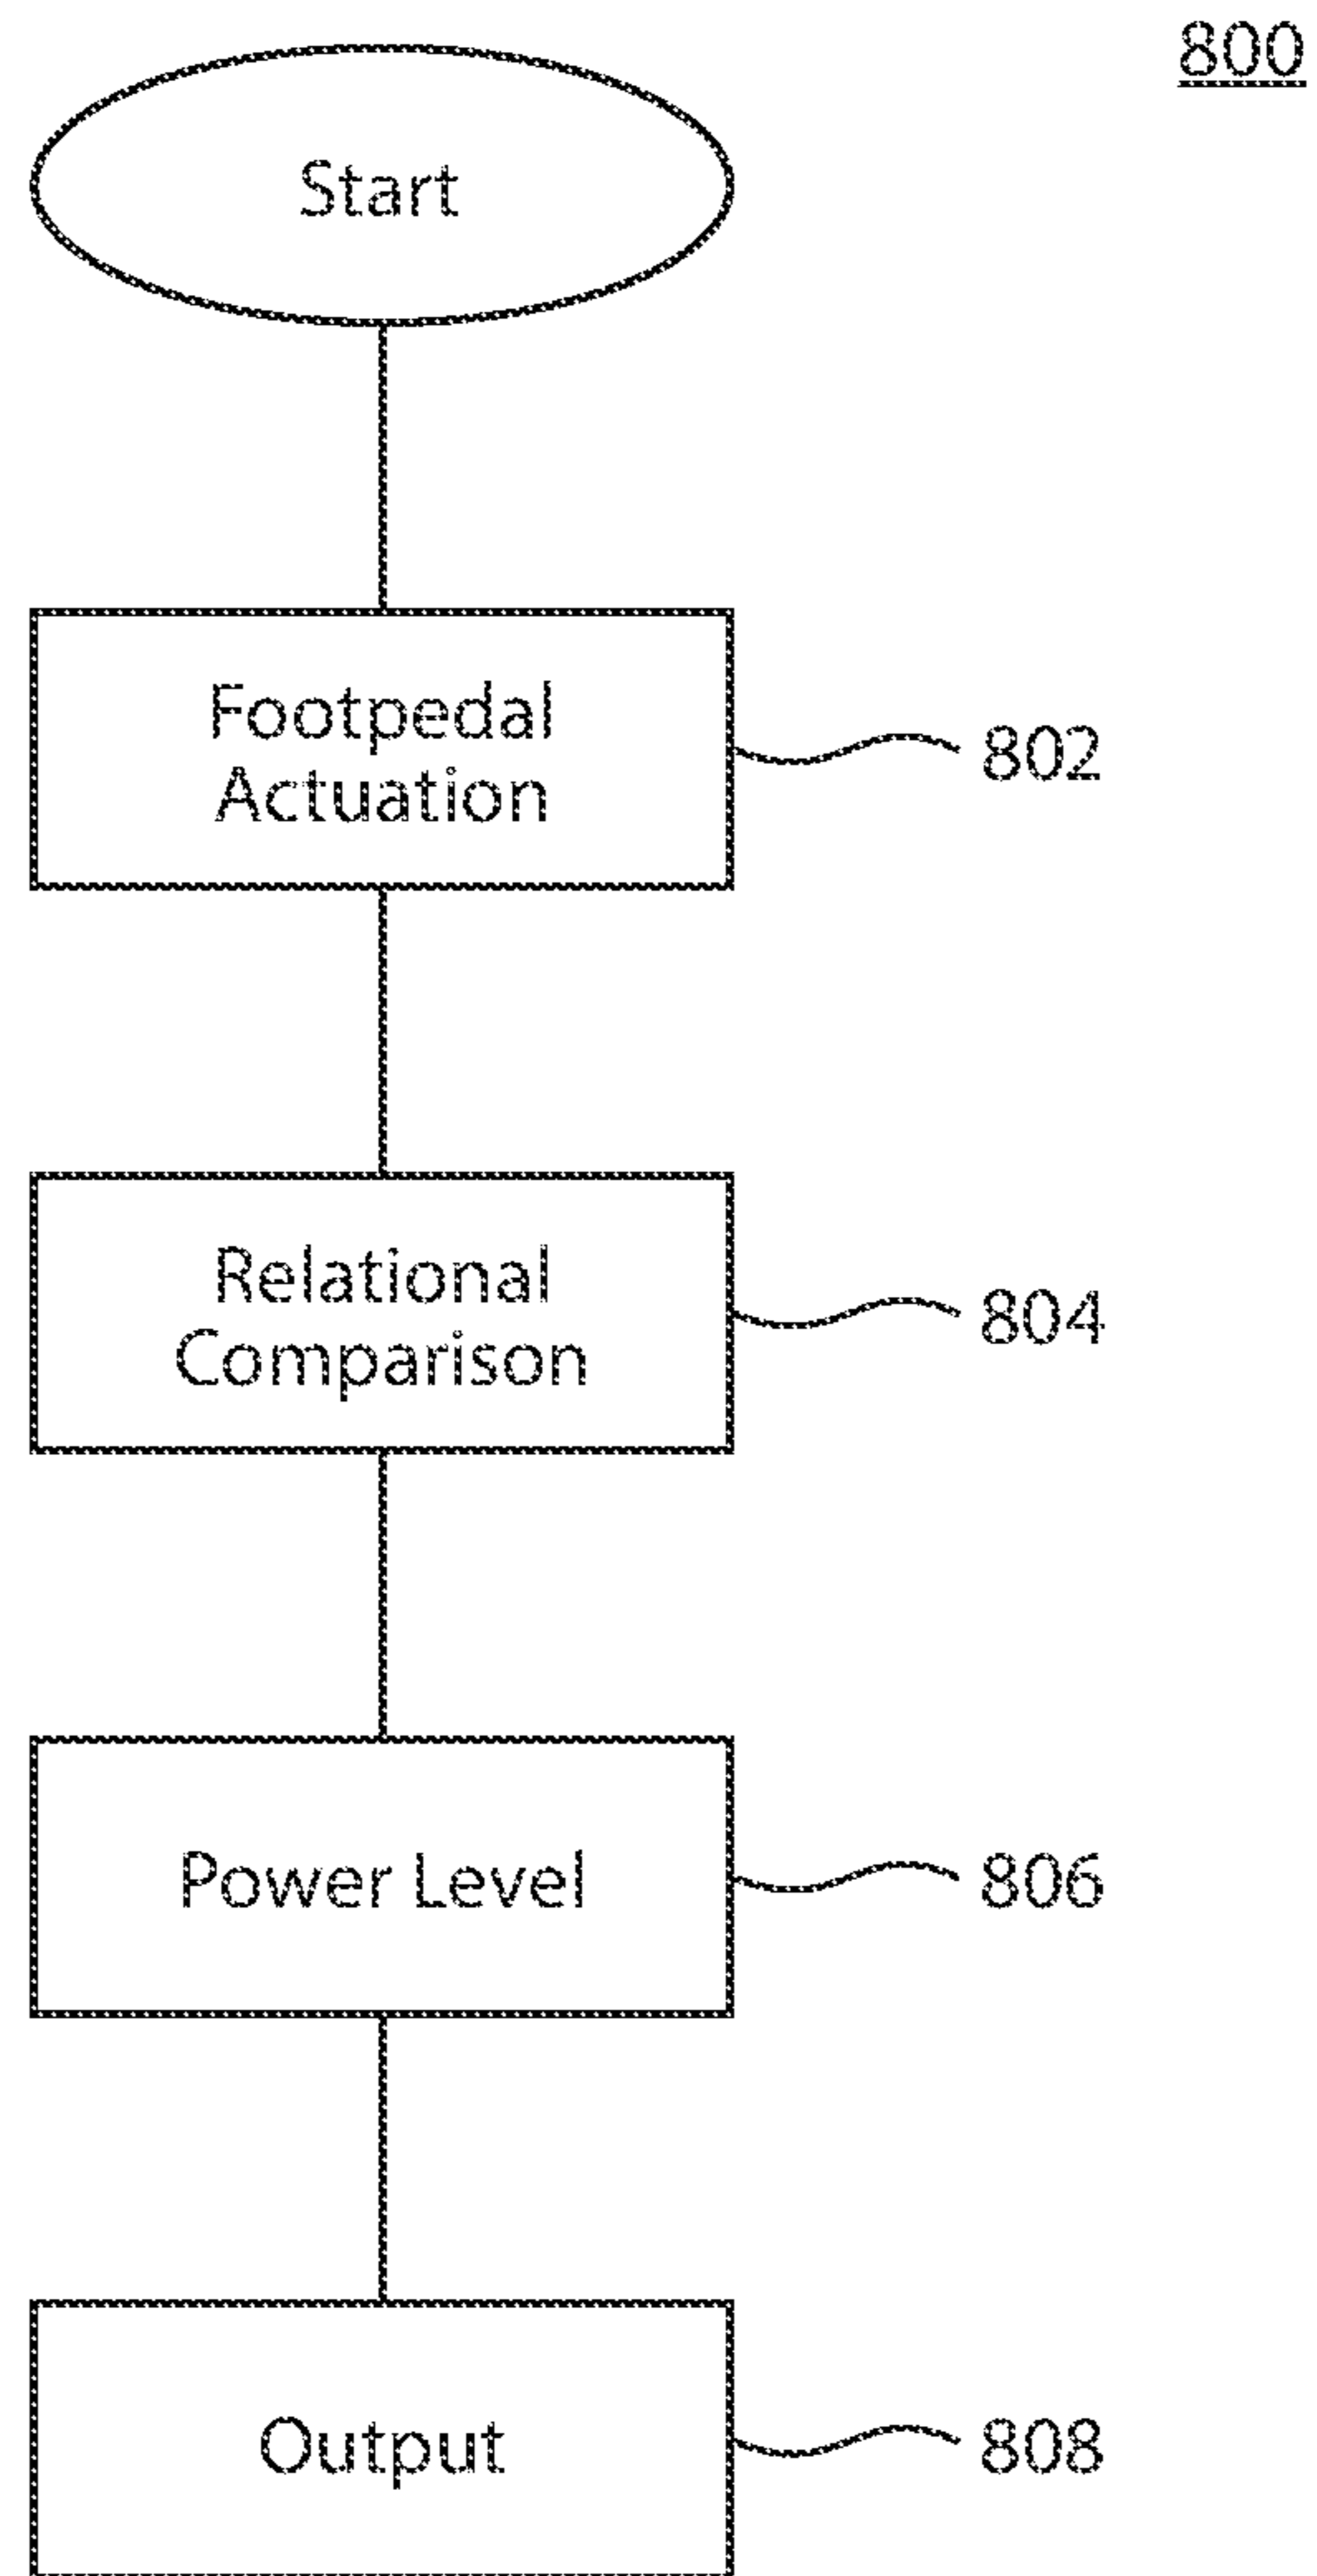 800
Start
Footpedal
Actuation
802
Relational
Comparison
804
Power Level
806
Output
808